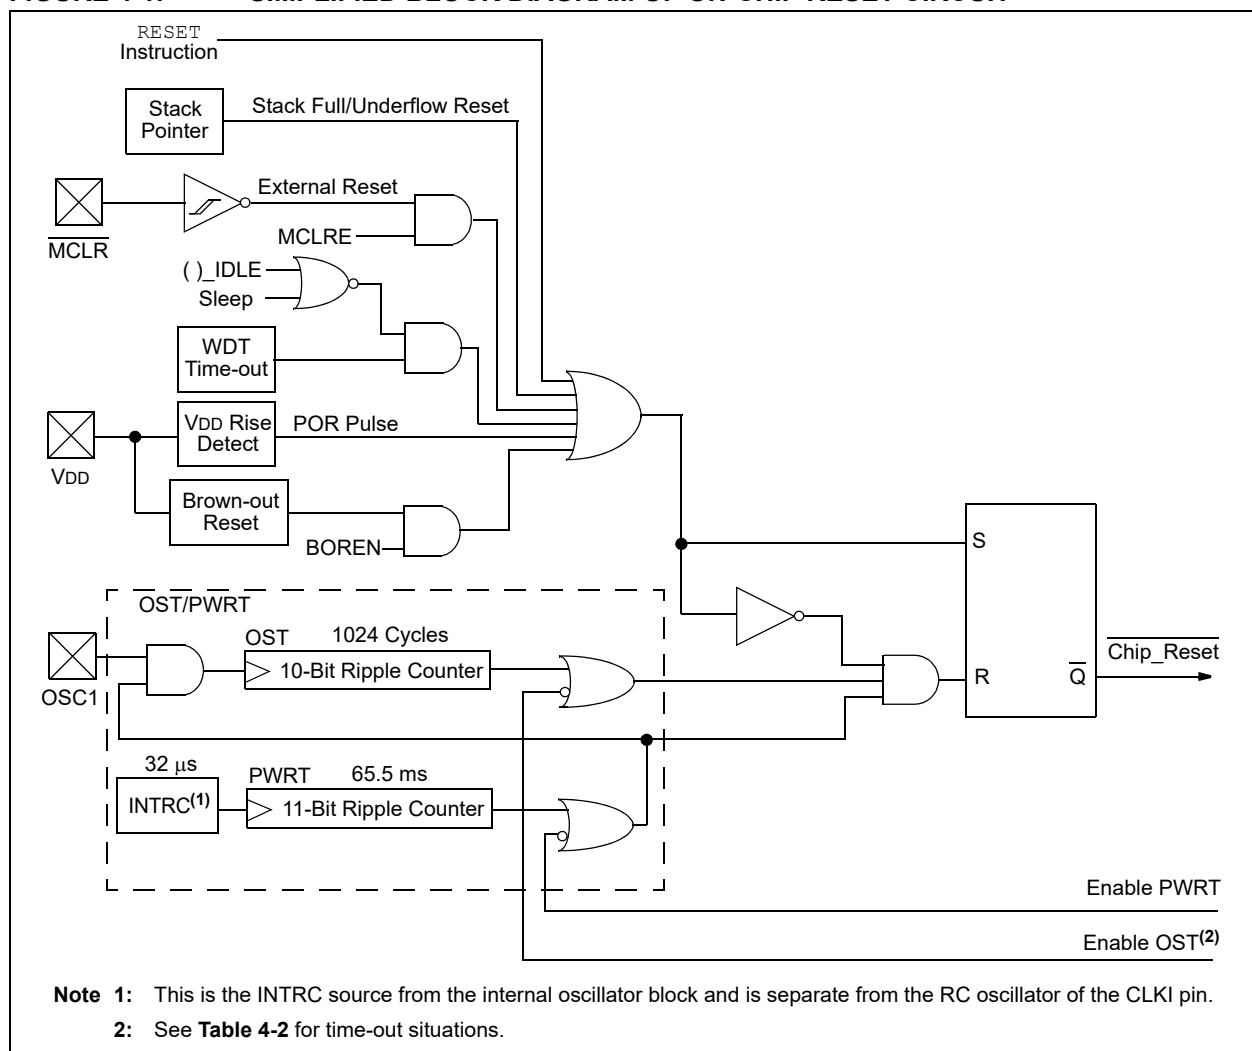 RESET
Instruction
Stack
Pointer
Stack Full/Underflow Reset
External Reset
MCLR
MCLRE
( )_IDLE
Sleep
WDT
Time-out
VDD Rise
Detect
POR Pulse
VDD
Brown-out
Reset
BOREN
S
OST/PWRT
OST
1024 Cycles
10-Bit Ripple Counter
OSC1
Chip_Reset
R
Q
32 μs
PWRT
65.5 ms
INTRC(1)
11-Bit Ripple Counter
Enable PWRT
Enable OST(2)
Note 1: This is the INTRC source from the internal oscillator block and is separate from the RC oscillator of the CLKI pin.
2: See Table 4-2 for time-out situations.